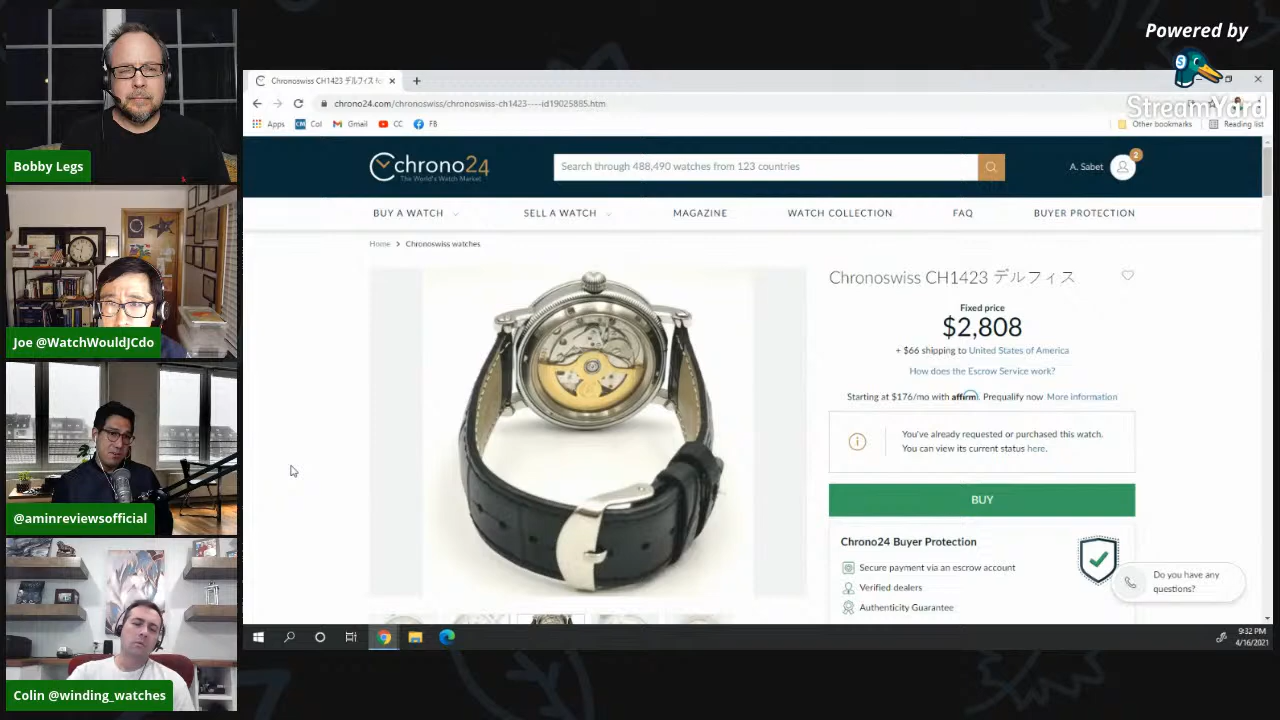 Powered by
StreamYard
Bobby Legs
Joe @WatchWouldJCdo
@aminreviewsofficial
Colin @winding_watches
Chronoswiss CH1423 デルフィス
chrono24.com/chronoswiss/chronoswiss-ch1423----id19025865.htm
Apps
Col
Gmail
CC
FB
Other bookmarks
Reading list
chrono24
The World's Watch Market
Search through 488,490 watches from 123 countries
A. Sabet
2
BUY A WATCH
SELL A WATCH
MAGAZINE
WATCH COLLECTION
FAQ
BUYER PROTECTION
Home > Chronoswiss watches
Chronoswiss CH1423 デルフィス
Fixed price
$2,808
+ $66 shipping to United States of America
How does the Escrow Service work?
Starting at $176/mo with affirm. Prequalify now More information
You've already requested or purchased this watch.
You can view its current status here.
BUY
Chrono24 Buyer Protection
Secure payment via an escrow account
Verified dealers
Authenticity Guarantee
Do you have any
questions?
9:32 PM
4/16/2021